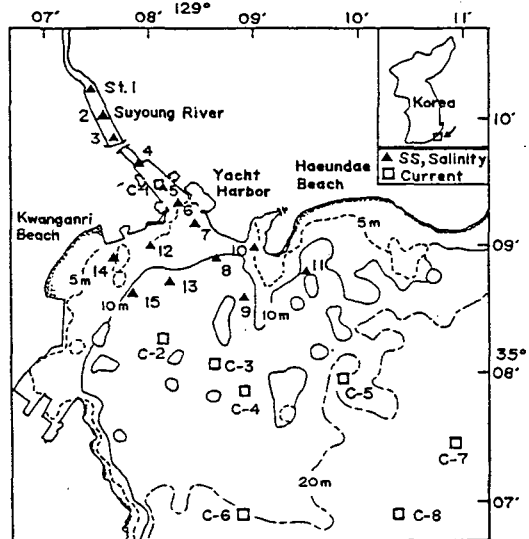 129°
07' 08' 09' 10' 11'
St. 1
Suyoung River
2
3
4
C-1
5
6
7
Yacht
Harbor
Haeundae
Beach
Korea
▲ SS, Salinity
□ Current
10'
Kwanganri
Beach
5m
12
14
5m
10
8
11
09'
13
15
10m
9
10m
C-2
C-3
C-4
C-5
35°
08'
C-7
20m
07'
C-6
C-8